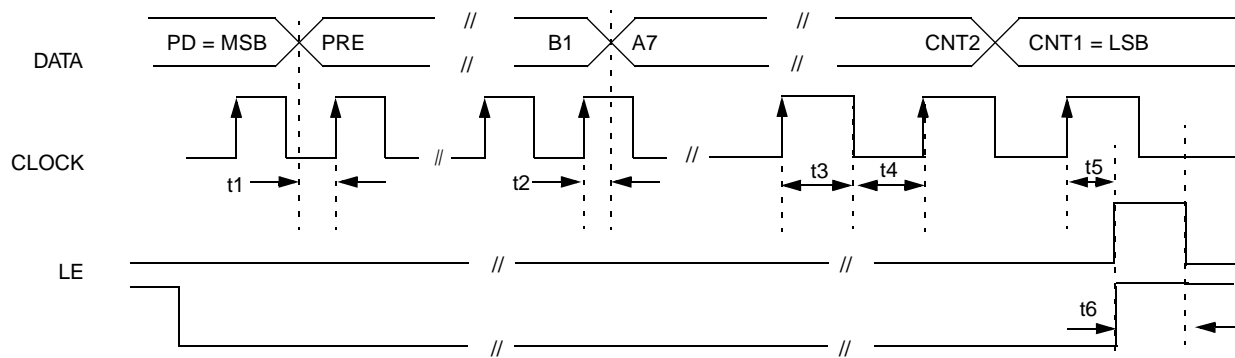 DATA
PD = MSB PRE // B1 A7 // CNT2 CNT1 = LSB
// //
CLOCK
// //
t1 t2 t3 t4 t5
LE
// //
t6
// //